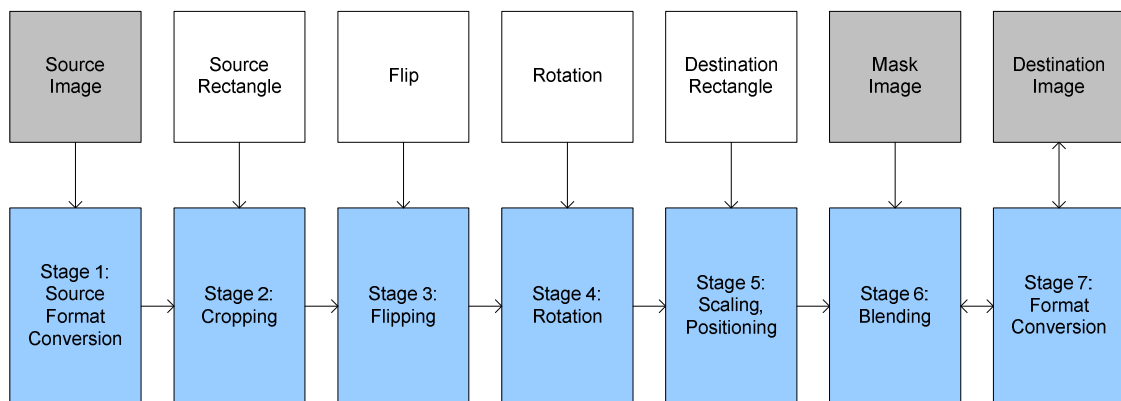 Source
Image
Source
Rectangle
Flip
Rotation
Destination
Rectangle
Mask
Image
Destination
Image
Stage 1:
Source
Format
Conversion
Stage 2:
Cropping
Stage 3:
Flipping
Stage 4:
Rotation
Stage 5:
Scaling,
Positioning
Stage 6:
Blending
Stage 7:
Format
Conversion